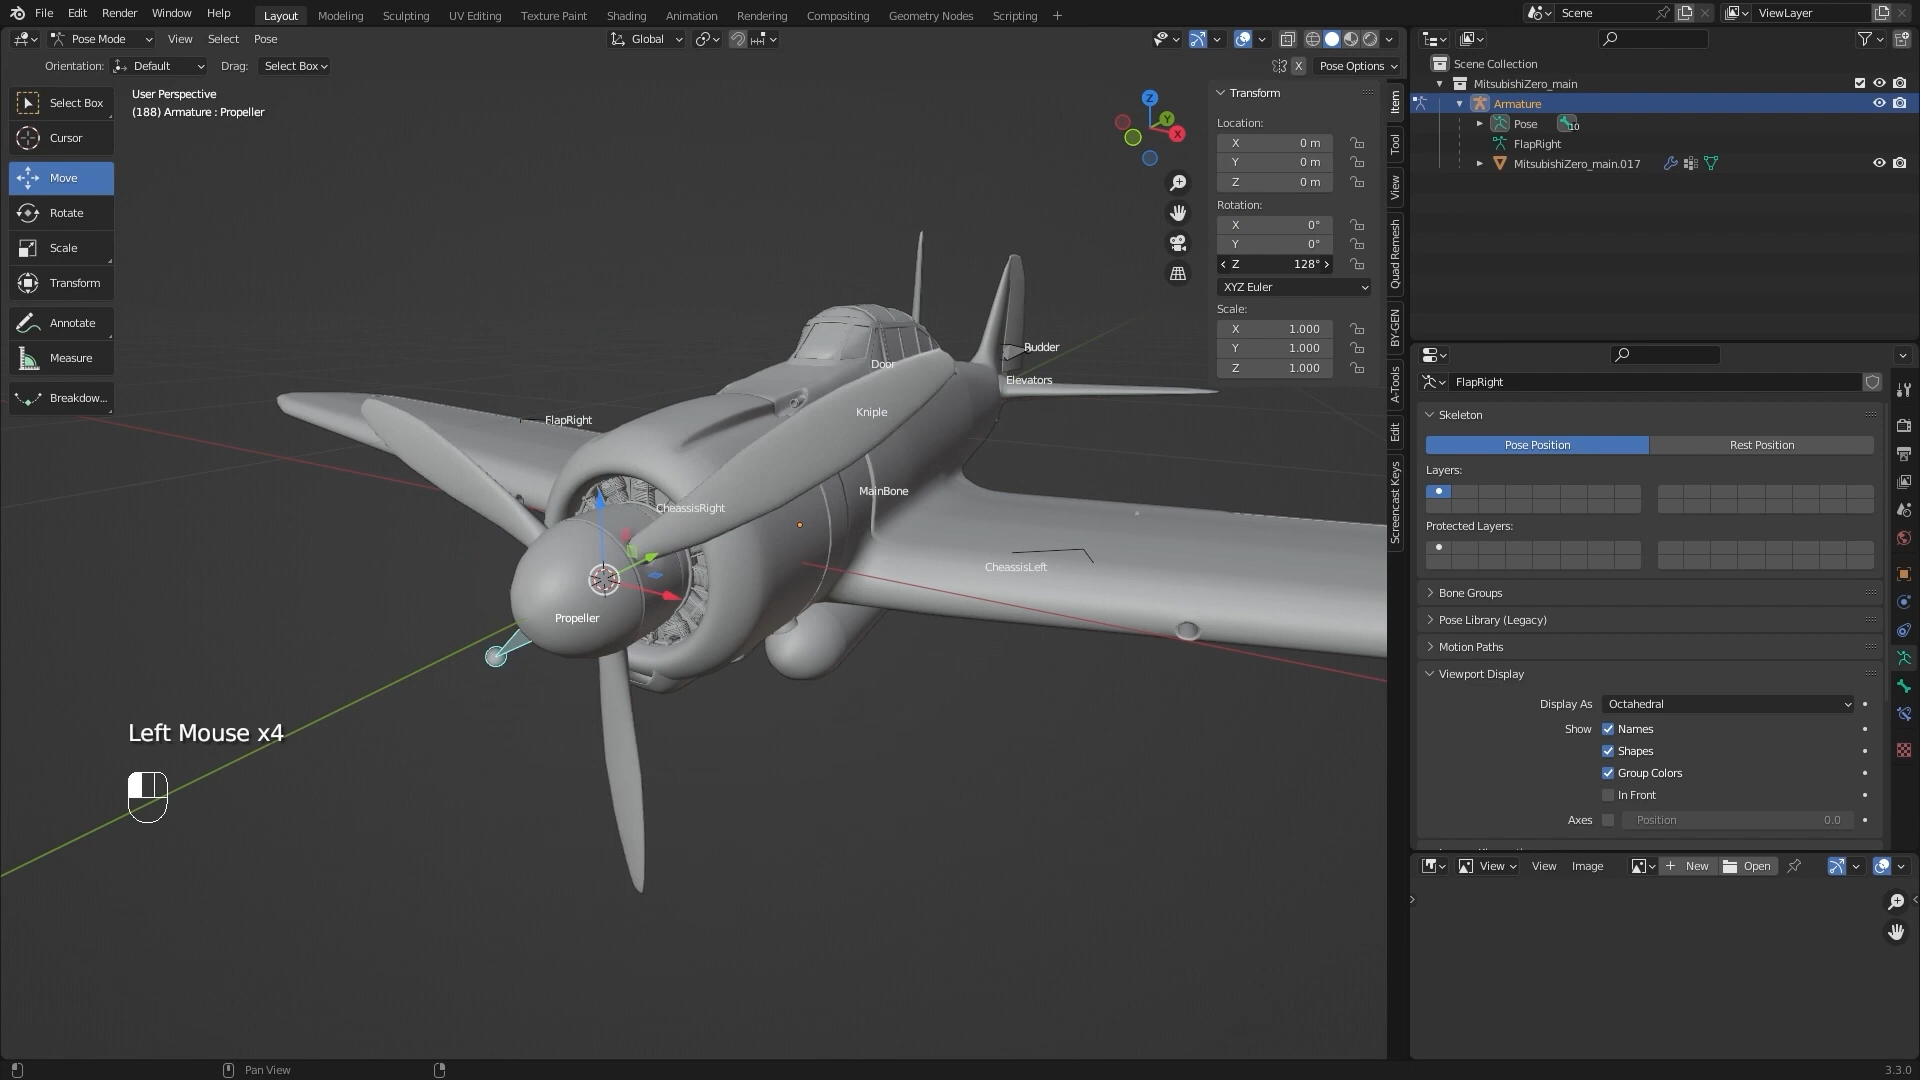 File Edit Render Window Help Layout Modeling Sculpting UV Editing Texture Paint Shading Animation Rendering Compositing Geometry Nodes Scripting + Scene ViewLayer
Pose Mode View Select Pose Global
Orientation: Default Drag: Select Box X Pose Options
Select Box
Cursor
Move
Rotate
Scale
Transform
Annotate
Measure
Breakdow...
User Perspective
(188) Armature : Propeller
Z
Y
X
Rudder
Elevators
Door
Kniple
FlapRight
MainBone
CheassisRight
CheassisLeft
Propeller
Left Mouse x4
Transform
Location:
X 0 m
Y 0 m
Z 0 m
Rotation:
X 0°
Y 0°
Z 128°
XYZ Euler
Scale:
X 1.000
Y 1.000
Z 1.000
Item
Tool
View
Quad Remesh
BY-GEN
A-Tools
Edit
Screencast Keys
Scene Collection
MitsubishiZero_main
Armature
Pose 10
FlapRight
MitsubishiZero_main.017
FlapRight
Skeleton
Pose Position Rest Position
Layers:
Protected Layers:
Bone Groups
Pose Library (Legacy)
Motion Paths
Viewport Display
Display As Octahedral
Show Names
Shapes
Group Colors
In Front
Axes Position 0.0
View View Image + New Open
Pan View
3.3.0